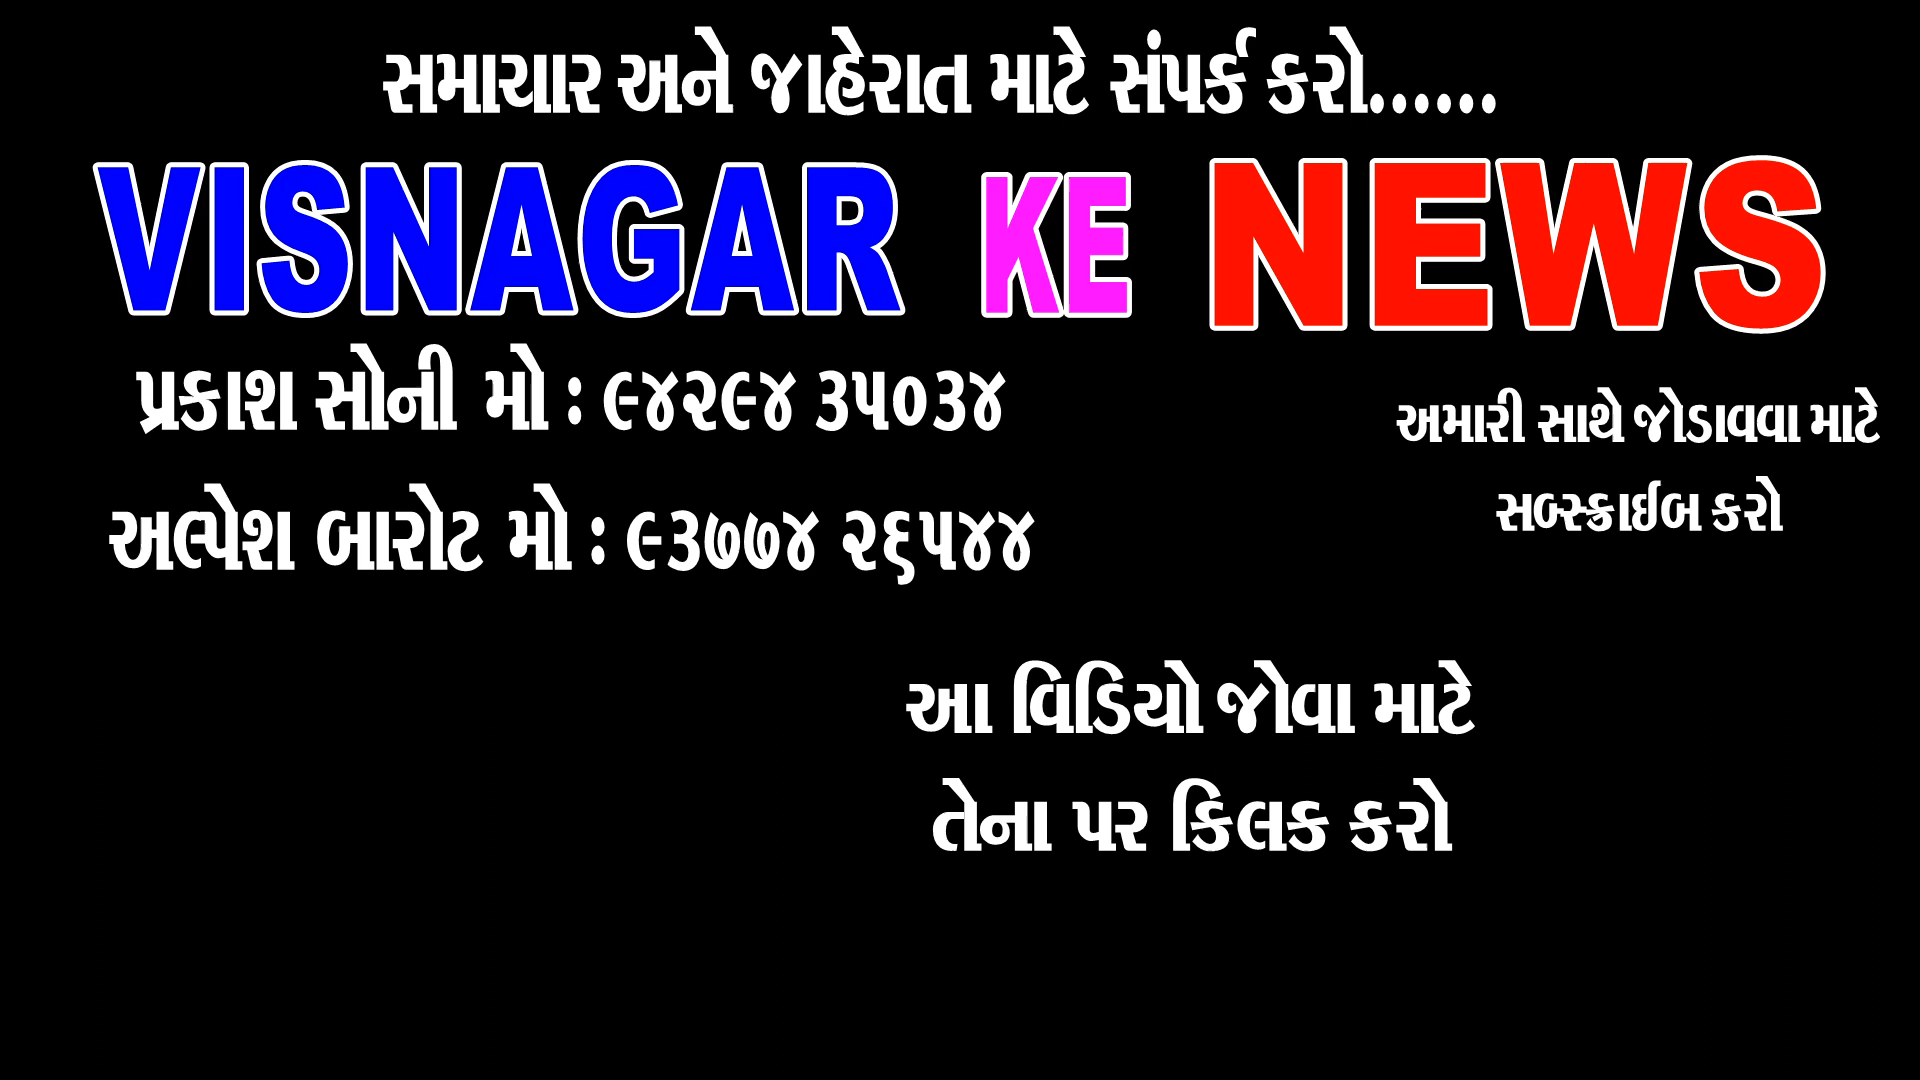 સમાચાર અને જાહેરાત માટે સંપર્ક કરો......
VISNAGAR KE NEWS
પ્રકાશ સોની મો : ૯૪૨૯૪ ૩૫૦૩૪
અલ્પેશ બારોટ મો : ૯૩૭૭૪ ૨૬૫૪૪
અમારી સાથે જોડાવવા માટે
સબ્સ્ક્રાઈબ કરો
આ વિડિયો જોવા માટે
તેના પર કિલક કરો